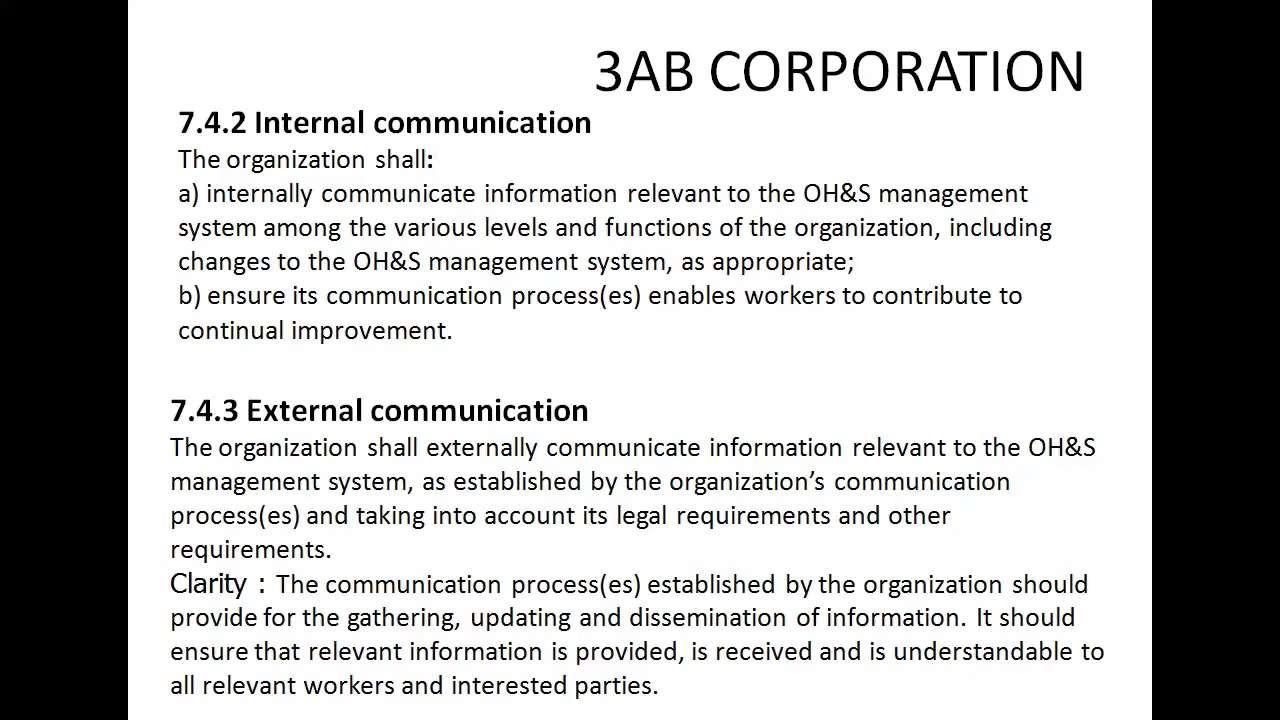 3AB CORPORATION
7.4.2 Internal communication
The organization shall:
a) internally communicate information relevant to the OH&S management
system among the various levels and functions of the organization, including
changes to the OH&S management system, as appropriate;
b) ensure its communication process(es) enables workers to contribute to
continual improvement.
7.4.3 External communication
The organization shall externally communicate information relevant to the OH&S
management system, as established by the organization’s communication
process(es) and taking into account its legal requirements and other
requirements.
Clarity : The communication process(es) established by the organization should
provide for the gathering, updating and dissemination of information. It should
ensure that relevant information is provided, is received and is understandable to
all relevant workers and interested parties.